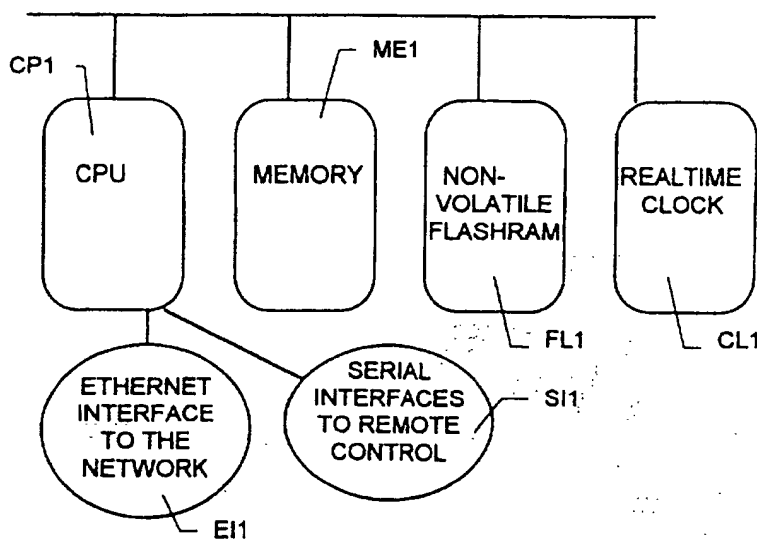 CP1
ME1
CPU
MEMORY
NON-
VOLATILE
FLASHRAM
REALTIME
CLOCK
FL1
CL1
ETHERNET
INTERFACE
TO THE
NETWORK
SERIAL
INTERFACES
TO REMOTE
CONTROL
SI1
EI1